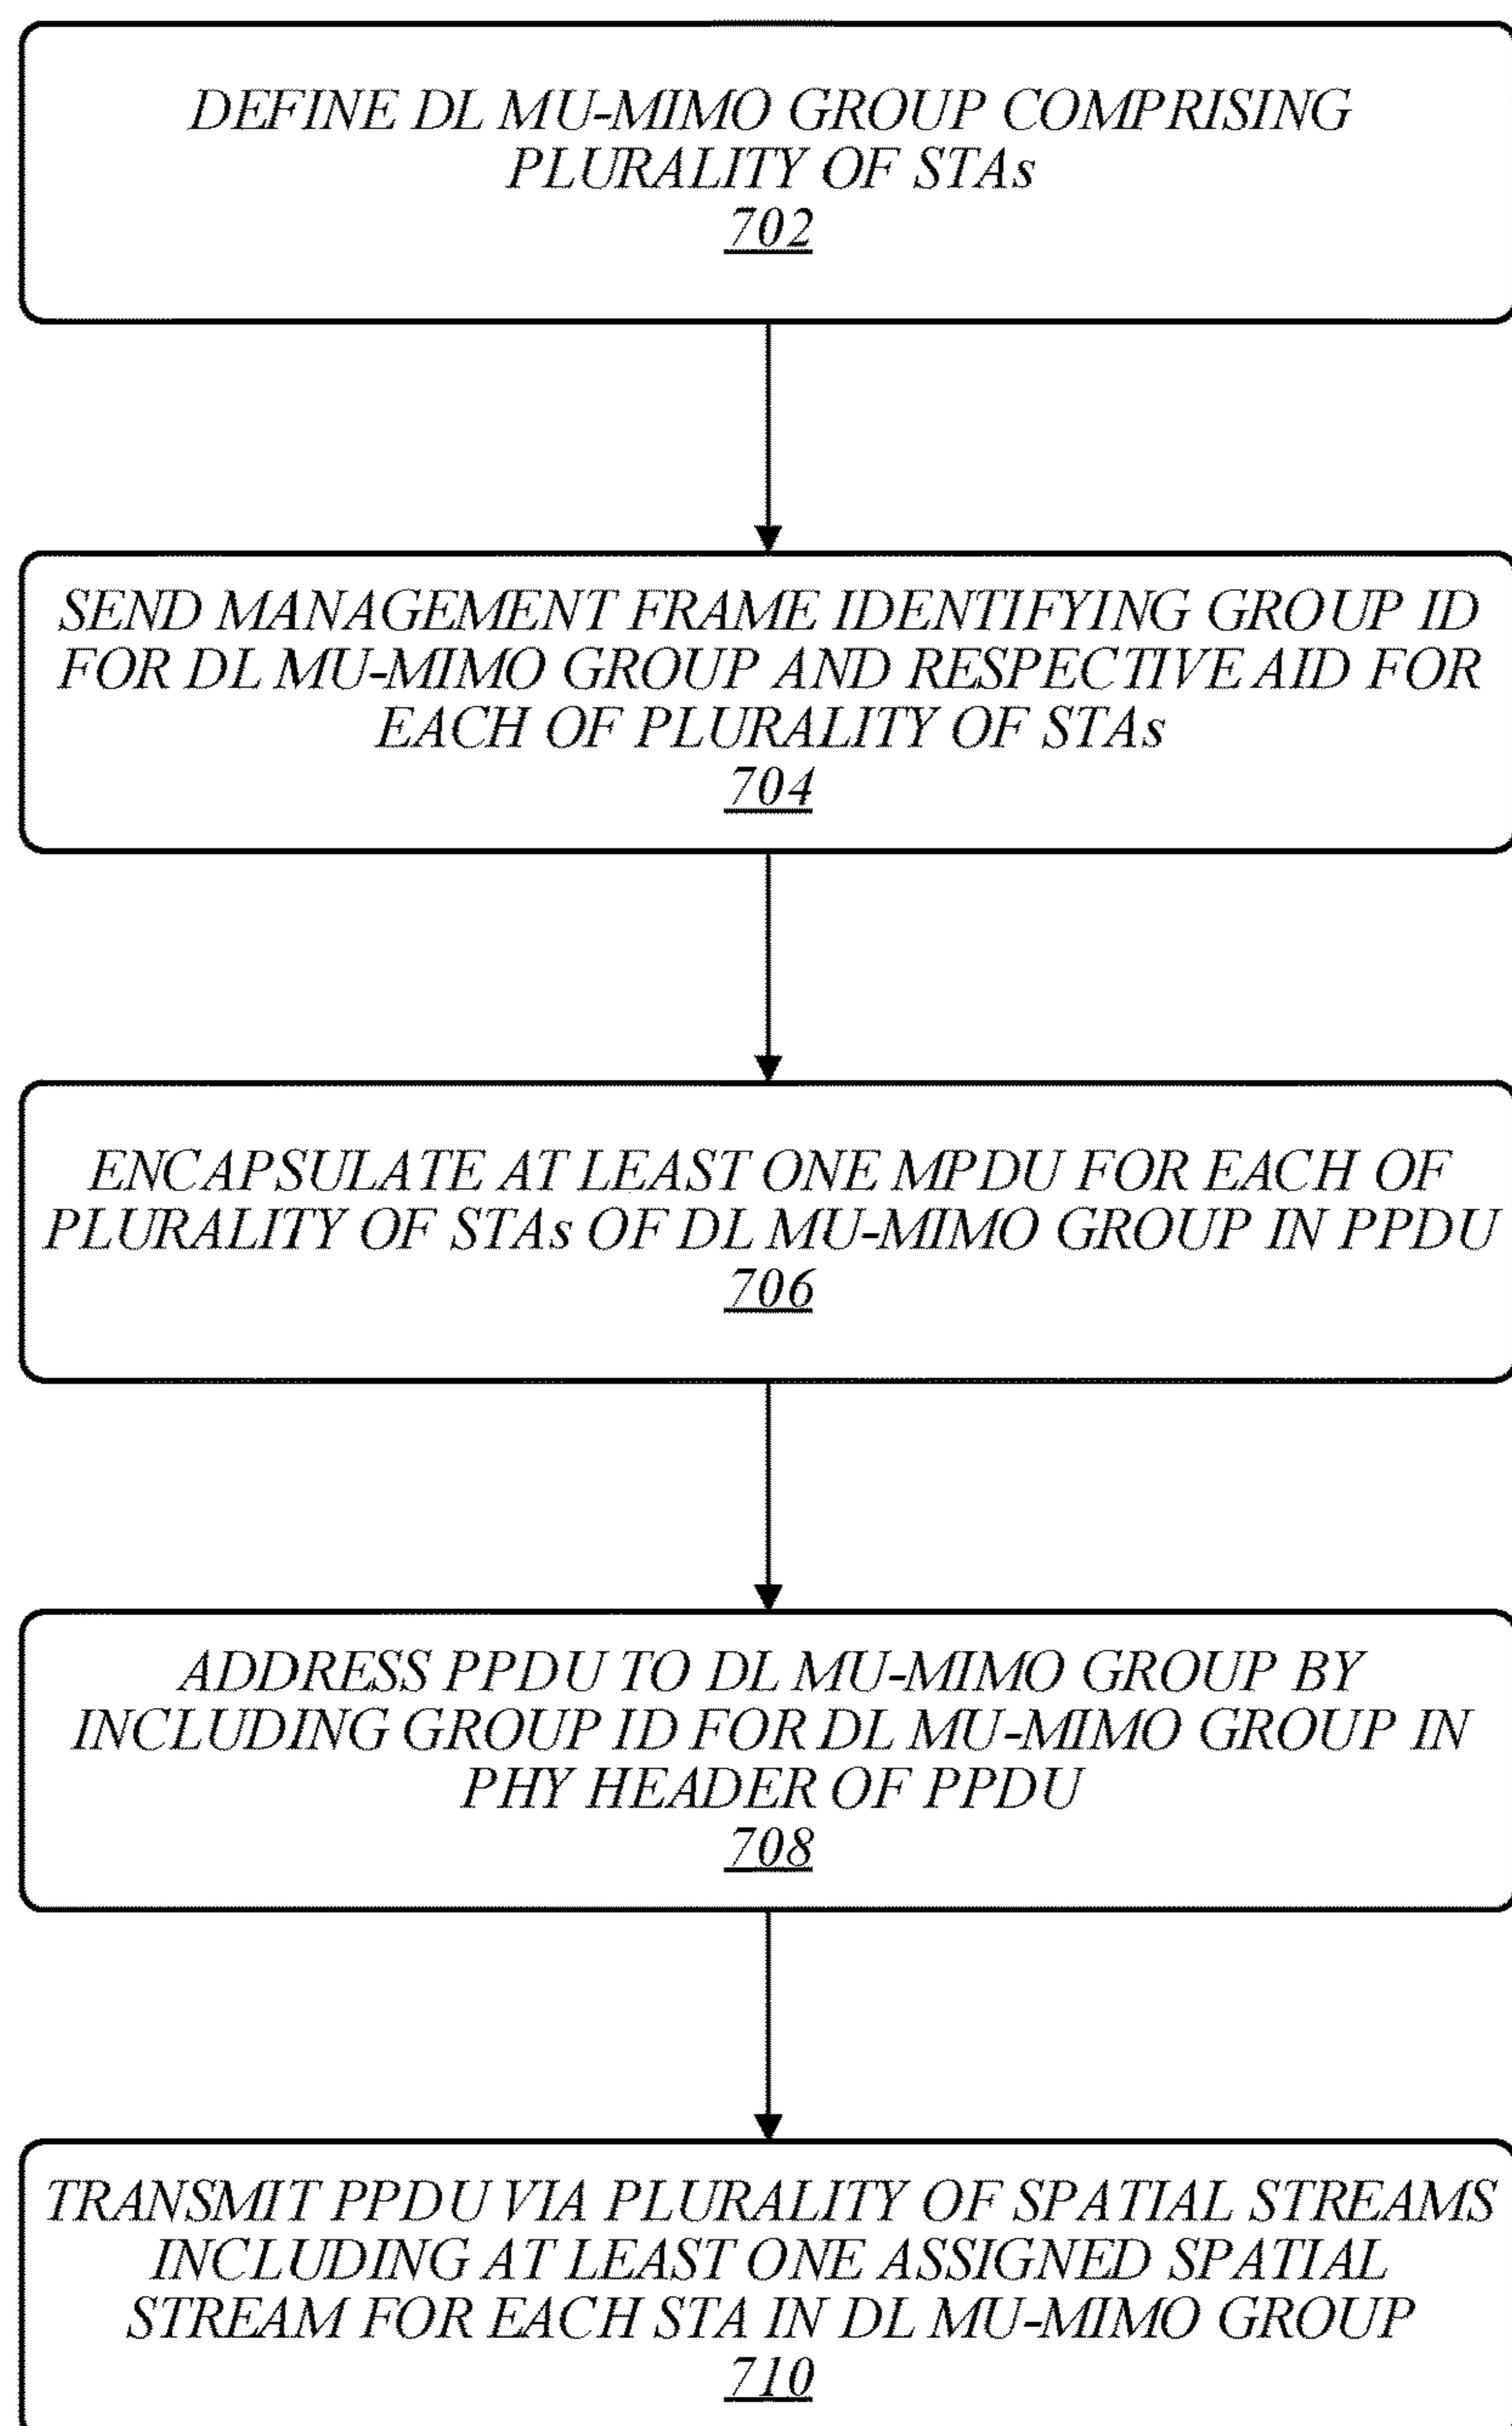 DEFINE DL MU-MIMO GROUP COMPRISING
PLURALITY OF STAs
702
SEND MANAGEMENT FRAME IDENTIFYING GROUP ID
FOR DL MU-MIMO GROUP AND RESPECTIVE AID FOR
EACH OF PLURALITY OF STAs
704
ENCAPSULATE AT LEAST ONE MPDU FOR EACH OF
PLURALITY OF STAs OF DL MU-MIMO GROUP IN PPDU
706
ADDRESS PPDU TO DL MU-MIMO GROUP BY
INCLUDING GROUP ID FOR DL MU-MIMO GROUP IN
PHY HEADER OF PPDU
708
TRANSMIT PPDU VIA PLURALITY OF SPATIAL STREAMS
INCLUDING AT LEAST ONE ASSIGNED SPATIAL
STREAM FOR EACH STA IN DL MU-MIMO GROUP
710